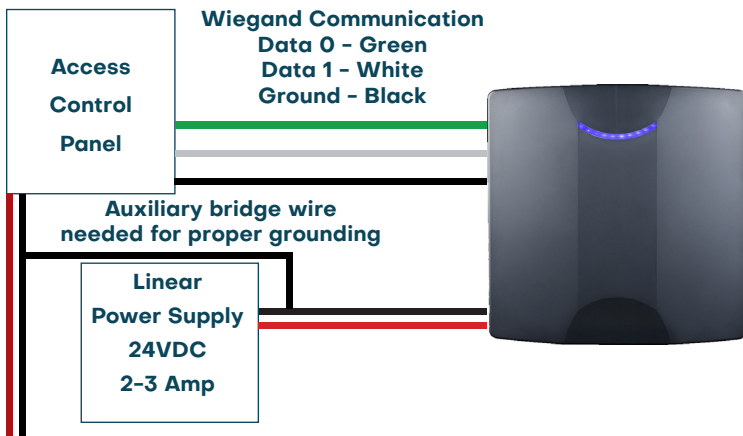 Wiegand Communication
Data 0 - Green
Data 1 - White
Ground - Black
Access
Control
Panel
Auxiliary bridge wire
needed for proper grounding
Linear
Power Supply
24VDC
2-3 Amp